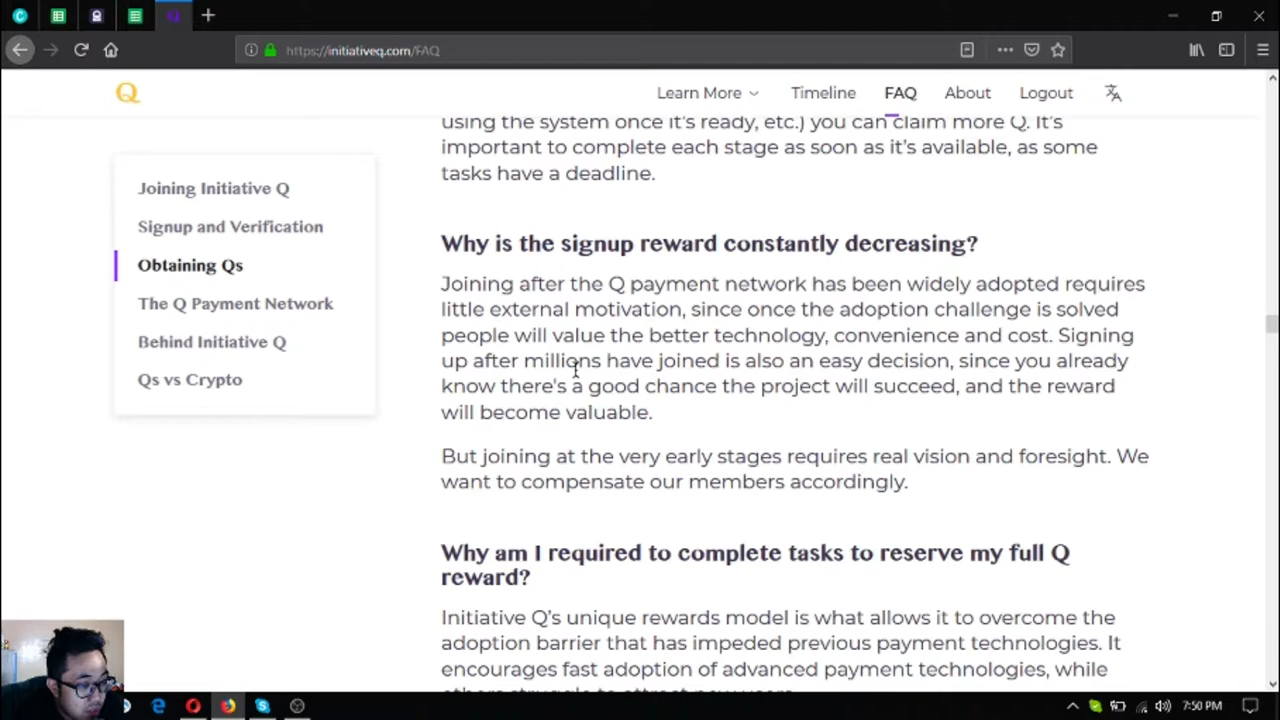 https://initiativeq.com/FAQ
Q
Learn More
Timeline
FAQ
About
Logout
Joining Initiative Q
Signup and Verification
Obtaining Qs
The Q Payment Network
Behind Initiative Q
Qs vs Crypto
using the system once it's ready, etc.) you can claim more Q. It's
important to complete each stage as soon as it's available, as some
tasks have a deadline.
Why is the signup reward constantly decreasing?
Joining after the Q payment network has been widely adopted requires
little external motivation, since once the adoption challenge is solved
people will value the better technology, convenience and cost. Signing
up after millions have joined is also an easy decision, since you already
know there's a good chance the project will succeed, and the reward
will become valuable.
But joining at the very early stages requires real vision and foresight. We
want to compensate our members accordingly.
Why am I required to complete tasks to reserve my full Q
reward?
Initiative Q's unique rewards model is what allows it to overcome the
adoption barrier that has impeded previous payment technologies. It
encourages fast adoption of advanced payment technologies, while
others struggle to attract new users.
7:50 PM